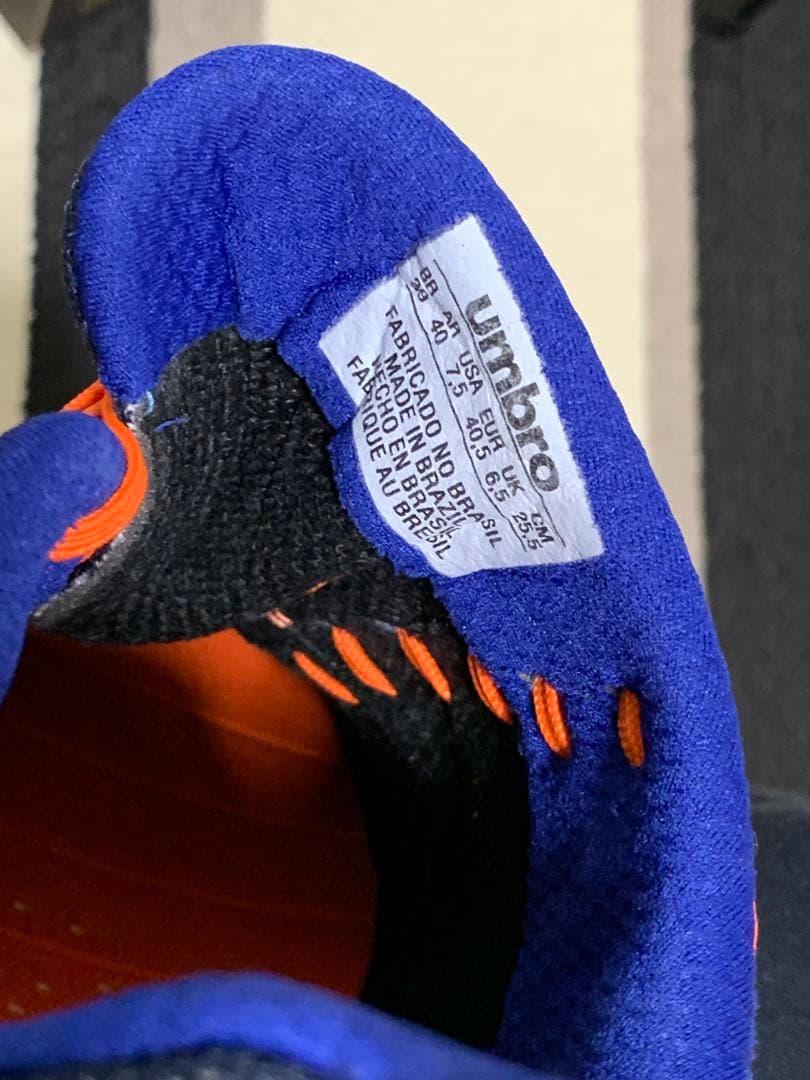 umbro
BR AR USA EUR UK CM
39 40 7.5 40.5 6.5 25.5
FABRICADO NO BRASIL
MADE IN BRAZIL
HECHO EN BRASIL
FABRIQUE AU BRESIL